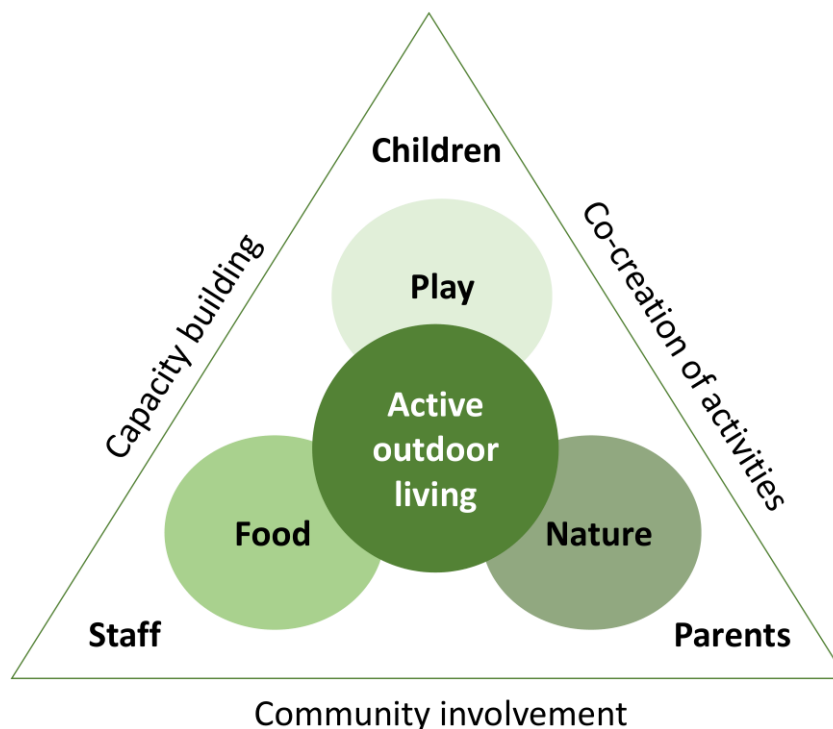 Children
Capacity building
Co-creation of activities
Play
Active
outdoor
living
Food
Nature
Staff
Parents
Community involvement